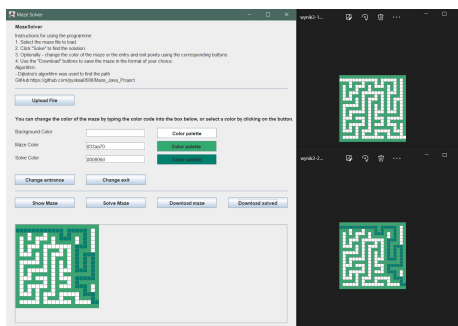 Maze Solver
MazeSolver
Instructions for using the programme:
1. Select the maze file to load.
2. Click "Solve" to find the solution.
3. Optionally - change the color of the maze or the entry and exit points using the corresponding buttons
4. Use the "Download" buttons to save the maze in the format of your choice.
Algorithm:
- Dijkstra's algorithm was used to find the path
Upload File
You can change the color of the maze by typing the color code into the box below, or select a color by clicking on the button.
Background Color
Color palette
Maze Color
#33aa70
Color palette
Solve Color
Color palette
Change entrance
Change exit
Show Maze
Solve Maze
Download maze
Download solved
wynik3-1...
wynik3-2...